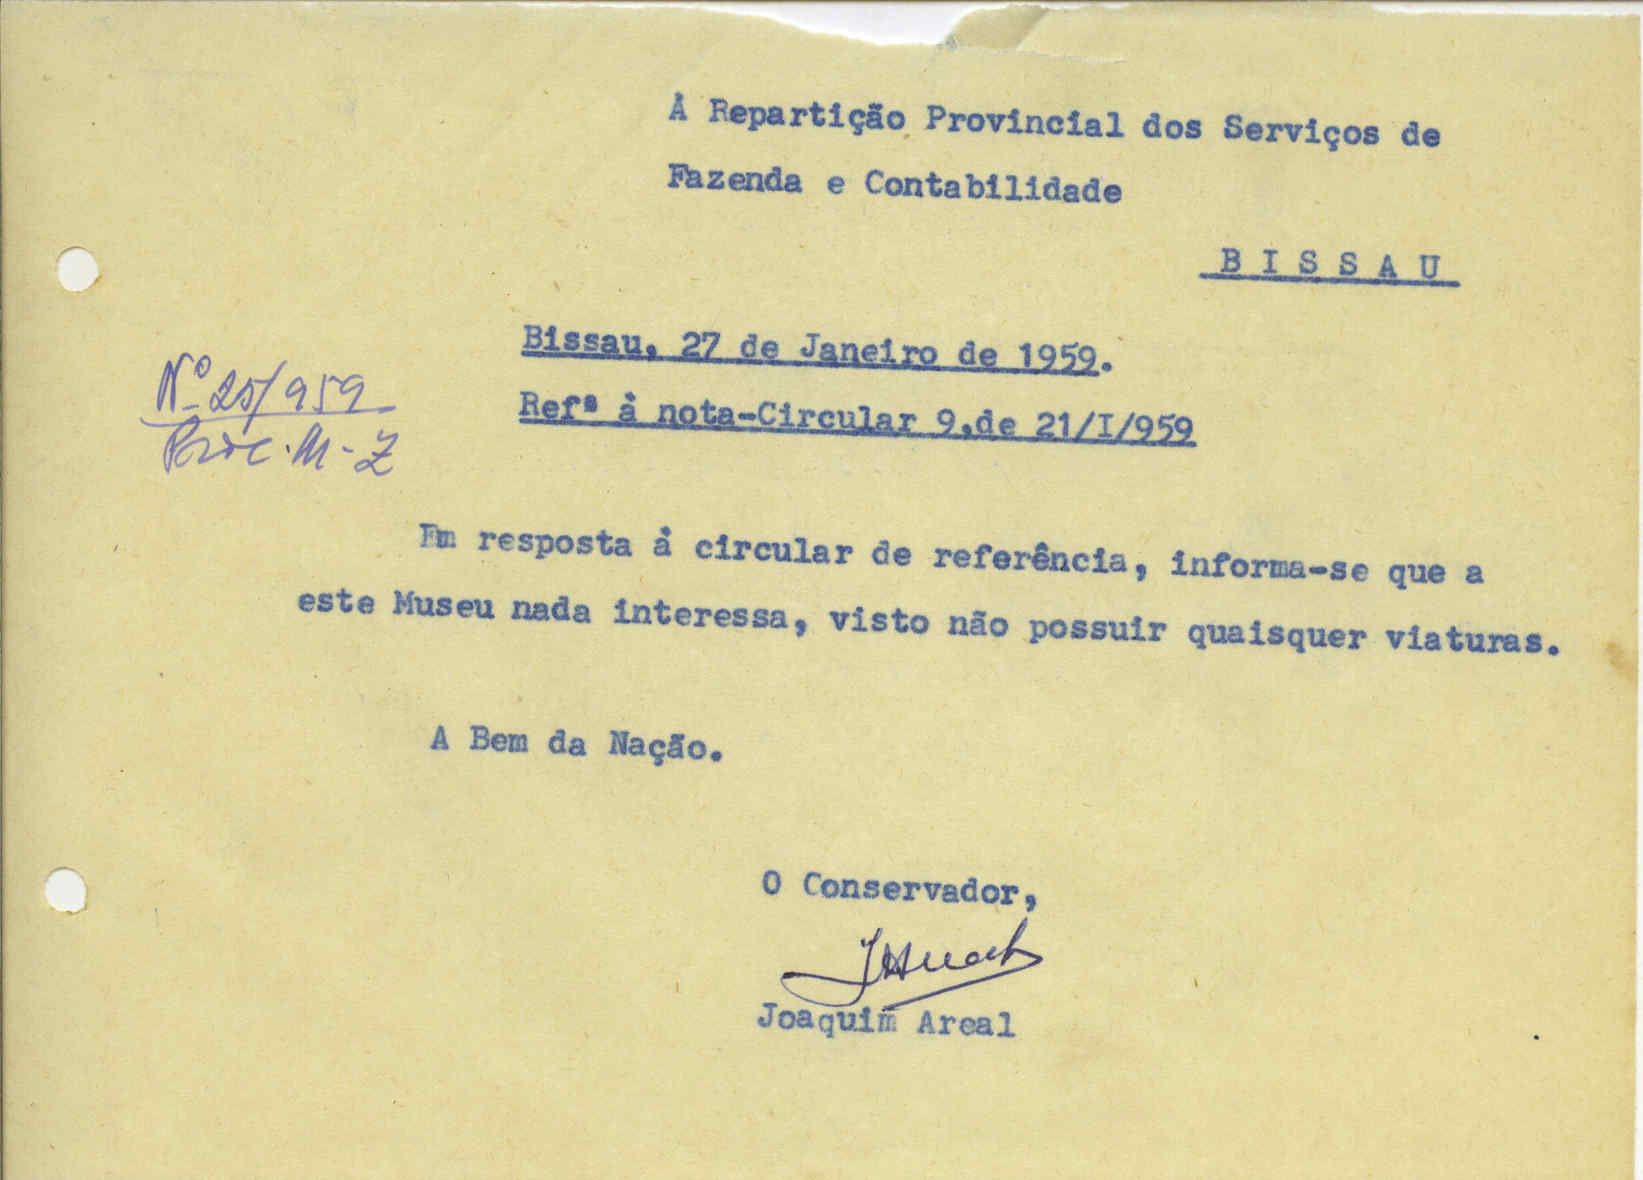 À Repartição Provincial dos Serviços de
Fazenda e Contabilidade
B I S S A U
Bissau, 27 de Janeiro de 1959.
Refª à nota-Circular 9,de 21/I/959
Nº 25/959
Proc. M-Z
Em resposta à circular de referência, informa-se que a
este Museu nada interessa, visto não possuir quaisquer viaturas.
A Bem da Nação.
O Conservador,
Joaquim Areal